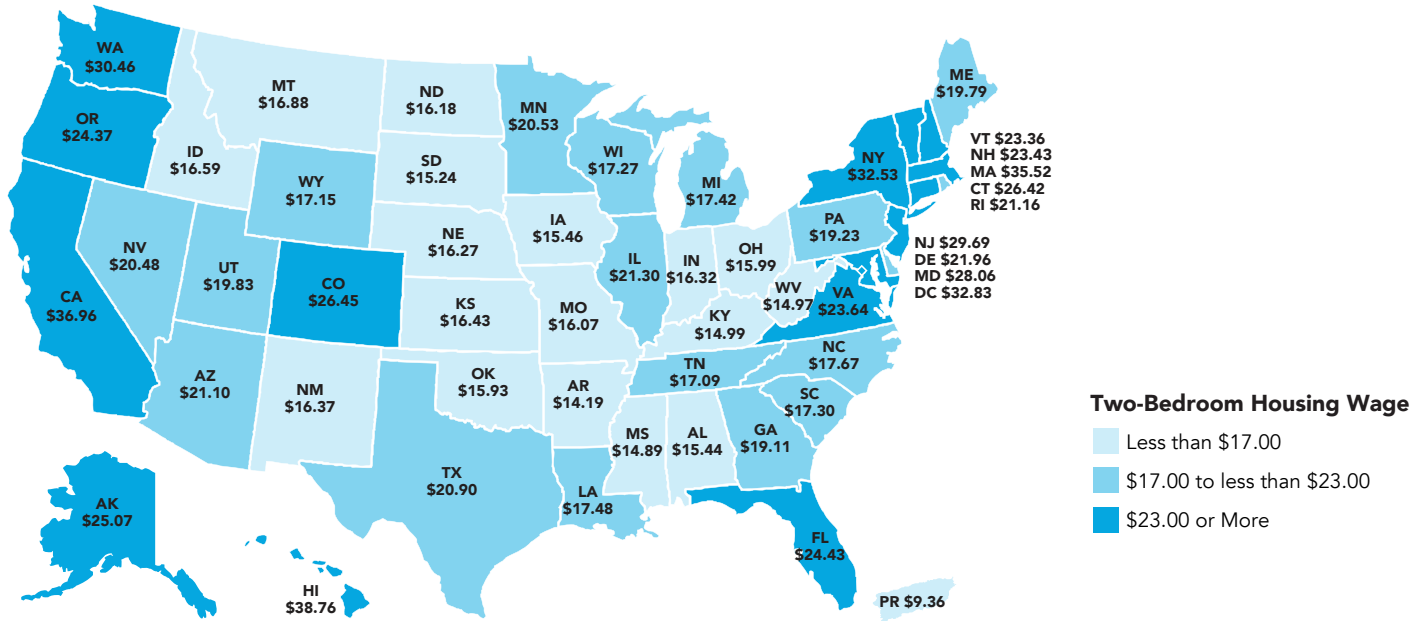 WA
$30.46
MT
$16.88
ND
$16.18
MN
$20.53
ME
$19.79
OR
$24.37
ID
$16.59
SD
$15.24
WI
$17.27
MI
$17.42
NY
$32.53
VT $23.36
NH $23.43
MA $35.52
CT $26.42
RI $21.16
WY
$17.15
IA
$15.46
NE
$16.27
PA
$19.23
NV
$20.48
UT
$19.83
CO
$26.45
IL
$21.30
IN
$16.32
OH
$15.99
NJ $29.69
DE $21.96
MD $28.06
DC $32.83
CA
$36.96
KS
$16.43
MO
$16.07
WV
$14.97
VA
$23.64
KY
$14.99
AZ
$21.10
NM
$16.37
OK
$15.93
AR
$14.19
TN
$17.09
NC
$17.67
SC
$17.30
MS
$14.89
AL
$15.44
GA
$19.11
TX
$20.90
LA
$17.48
AK
$25.07
HI
$38.76
FL
$24.43
PR $9.36
Two-Bedroom Housing Wage
Less than $17.00
$17.00 to less than $23.00
$23.00 or More